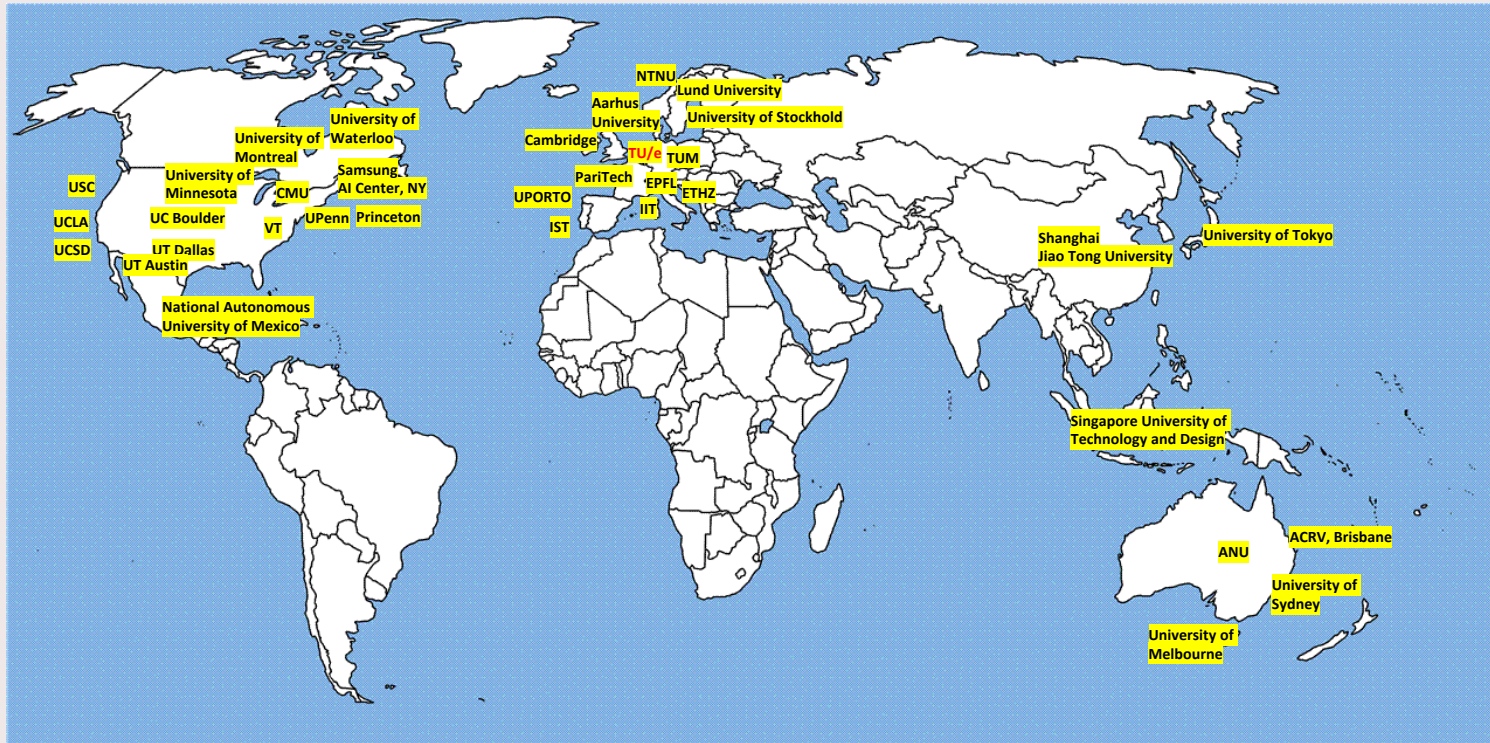 NTNU
Lund University
Aarhus
University
University of Stockhold
Cambridge
TU/e
TUM
PariTech
EPFL
ETHZ
UPORTO
IIT
IST
University of
Waterloo
University of
Montreal
Samsung
AI Center, NY
University of
Minnesota
CMU
USC
UCLA
UC Boulder
VT
UPenn
Princeton
UCSD
UT Dallas
UT Austin
National Autonomous
University of Mexico
Shanghai
Jiao Tong University
University of Tokyo
Singapore University of
Technology and Design
ACRV, Brisbane
ANU
University of
Sydney
University of
Melbourne